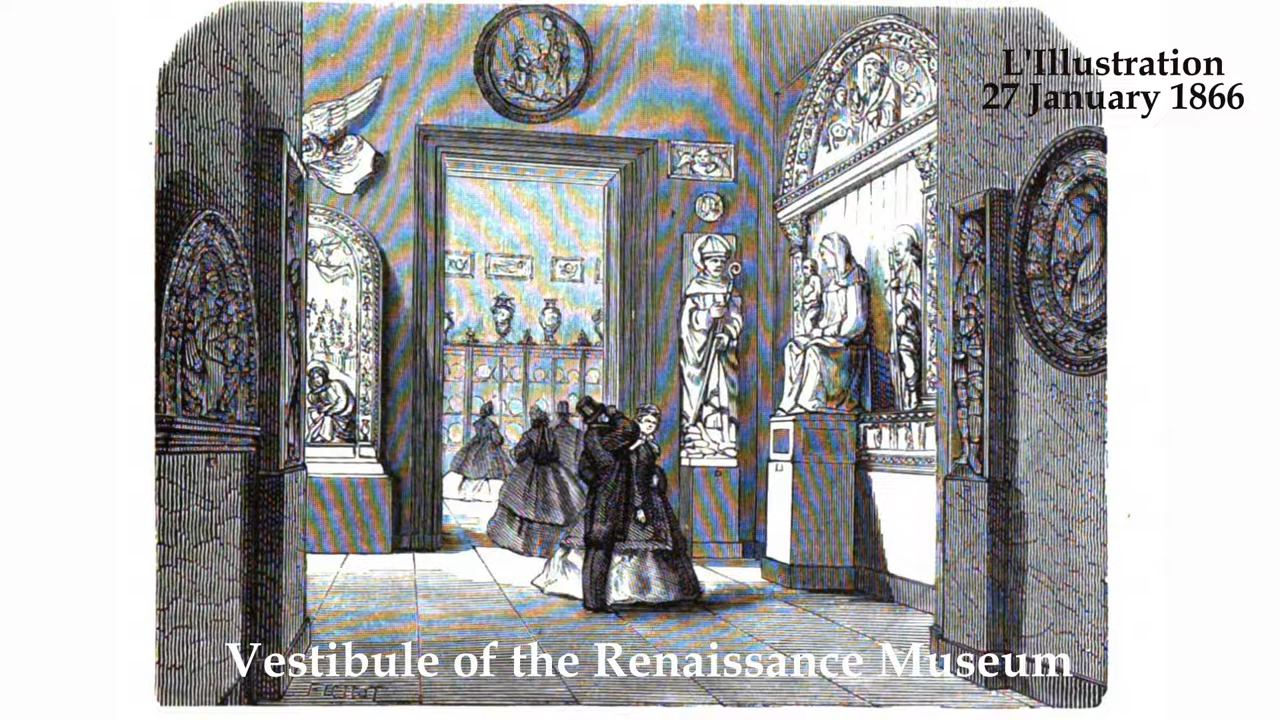 L'Illustration
27 January 1866
Vestibule of the Renaissance Museum